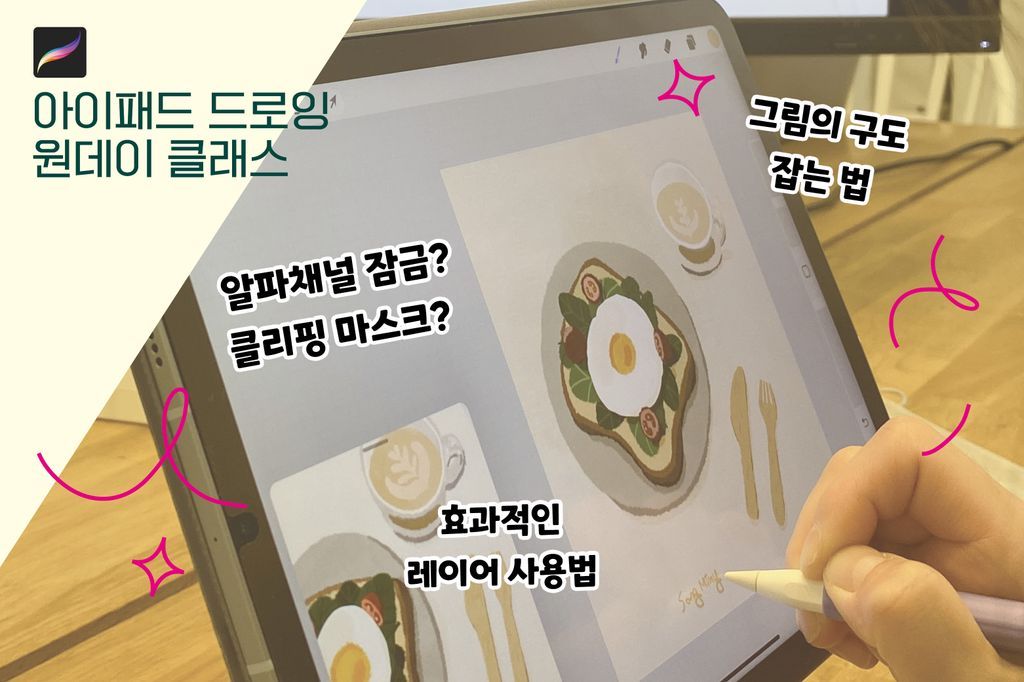 아이패드 드로잉
원데이 클래스
그림의 구도
잡는 법
알파채널 잠금?
클리핑 마스크?
효과적인
레이어 사용법